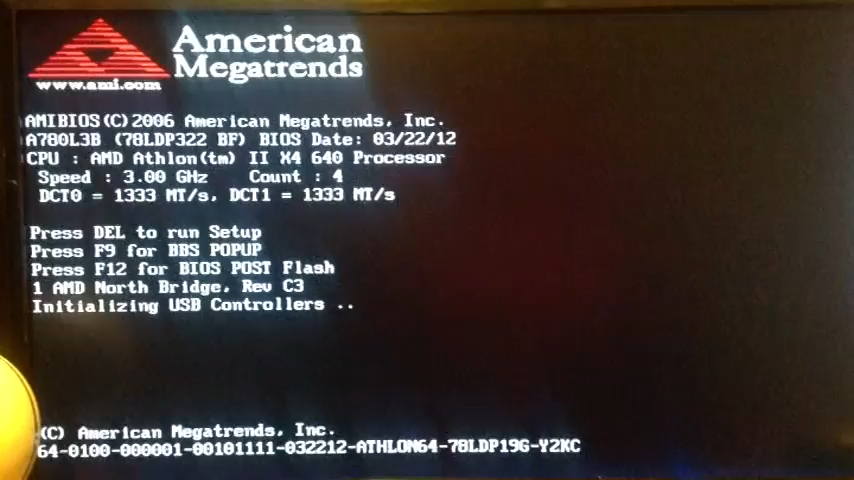 American
Megatrends
www.ami.com
AMIBIOS(C)2006 American Megatrends, Inc.
A780L3B (78LDP322 BF) BIOS Date: 03/22/12
CPU : AMD Athlon(tm) II X4 640 Processor
Speed : 3.00 GHz Count : 4
DCT0 = 1333 MT/s, DCT1 = 1333 MT/s
Press DEL to run Setup
Press F9 for BBS POPUP
Press F12 for BIOS POST Flash
1 AMD North Bridge, Rev C3
Initializing USB Controllers ..
(C) American Megatrends, Inc.
64-0100-000001-00101111-032212-ATHLON64-78LDP19G-Y2KC